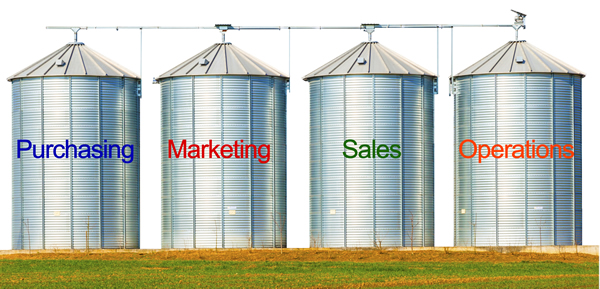 Purchasing
Marketing
Sales
Operations